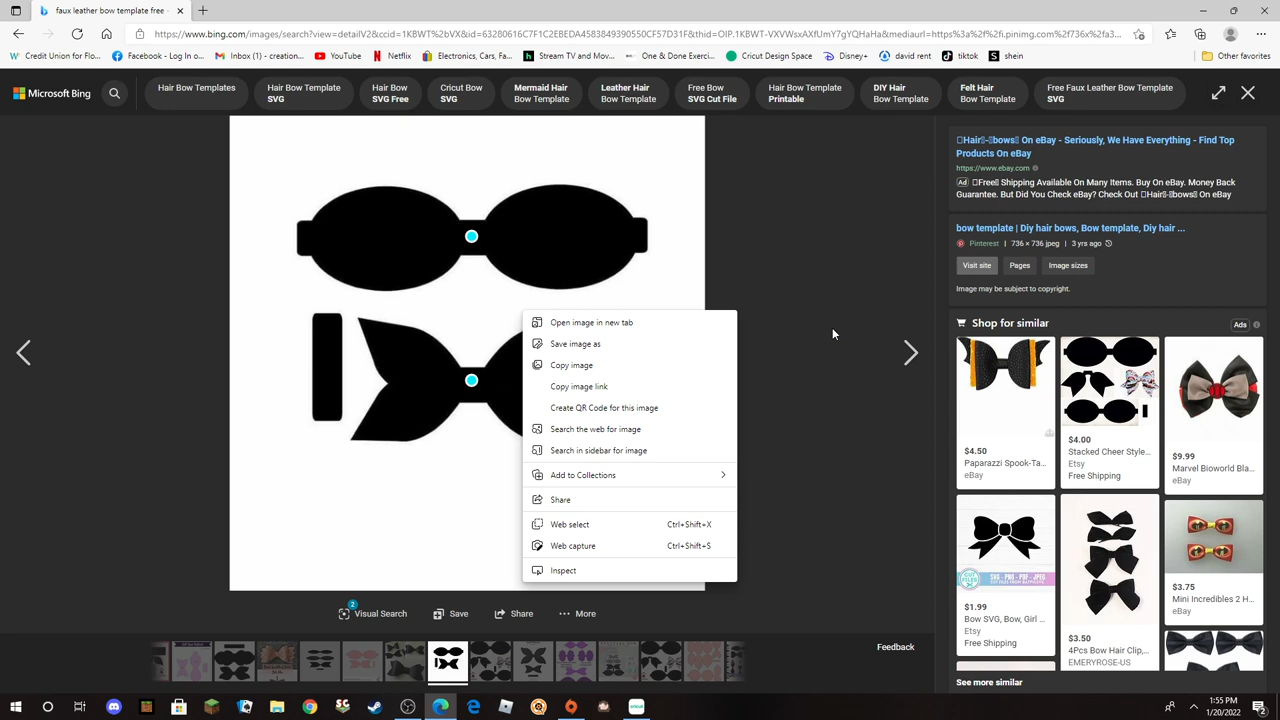 faux leather bow template free -
https://www.bing.com/images/search?view=detailV2&ccid=1KBWT%2bVX&id=63280616C7F1C2EBEDA4583849390550CF57D31F&thid=OIP.1KBWT-VXVWsxAXfUmY7gYQHaHa&mediaurl=https%3a%2f%2fi.pinimg.com%2f736x%2fa3...
Credit Union of Flo...
Facebook - Log In o...
Inbox (1) - creation...
YouTube
Netflix
Electronics, Cars, Fa...
Stream TV and Mov...
One & Done Exerci...
Cricut Design Space
Disney+
david rent
tiktok
shein
Other favorites
Microsoft Bing
Hair Bow Templates
Hair Bow Template
SVG
Hair Bow
SVG Free
Cricut Bow
SVG
Mermaid Hair
Bow Template
Leather Hair
Bow Template
Free Bow
SVG Cut File
Hair Bow Template
Printable
DIY Hair
Bow Template
Felt Hair
Bow Template
Free Faux Leather Bow Template
SVG
Open image in new tab
Save image as
Copy image
Copy image link
Create QR Code for this image
Search the web for image
Search in sidebar for image
Add to Collections
Share
Web select Ctrl+Shift+X
Web capture Ctrl+Shift+S
Inspect
2
Visual Search
Save
Share
More
Feedback
Hair-bows On eBay - Seriously, We Have Everything - Find Top
Products On eBay
https://www.ebay.com
Ad Free Shipping Available On Many Items. Buy On eBay. Money Back
Guarantee. But Did You Check eBay? Check Out Hair-bows On eBay
bow template | Diy hair bows, Bow template, Diy hair ...
Pinterest | 736 × 736 jpeg | 3 yrs ago
Visit site
Pages
Image sizes
Image may be subject to copyright.
Shop for similar
Ads
$4.50
Paparazzi Spook-Ta...
eBay
$4.00
Stacked Cheer Style...
Etsy
Free Shipping
$9.99
Marvel Bioworld Bla...
eBay
SVG - PNG - PDF - JPEG
$1.99
Bow SVG, Bow, Girl ...
Etsy
Free Shipping
$3.50
4Pcs Bow Hair Clip,...
EMERYROSE-US
$3.75
Mini Incredibles 2 H...
eBay
See more similar
1:55 PM
1/20/2022
2